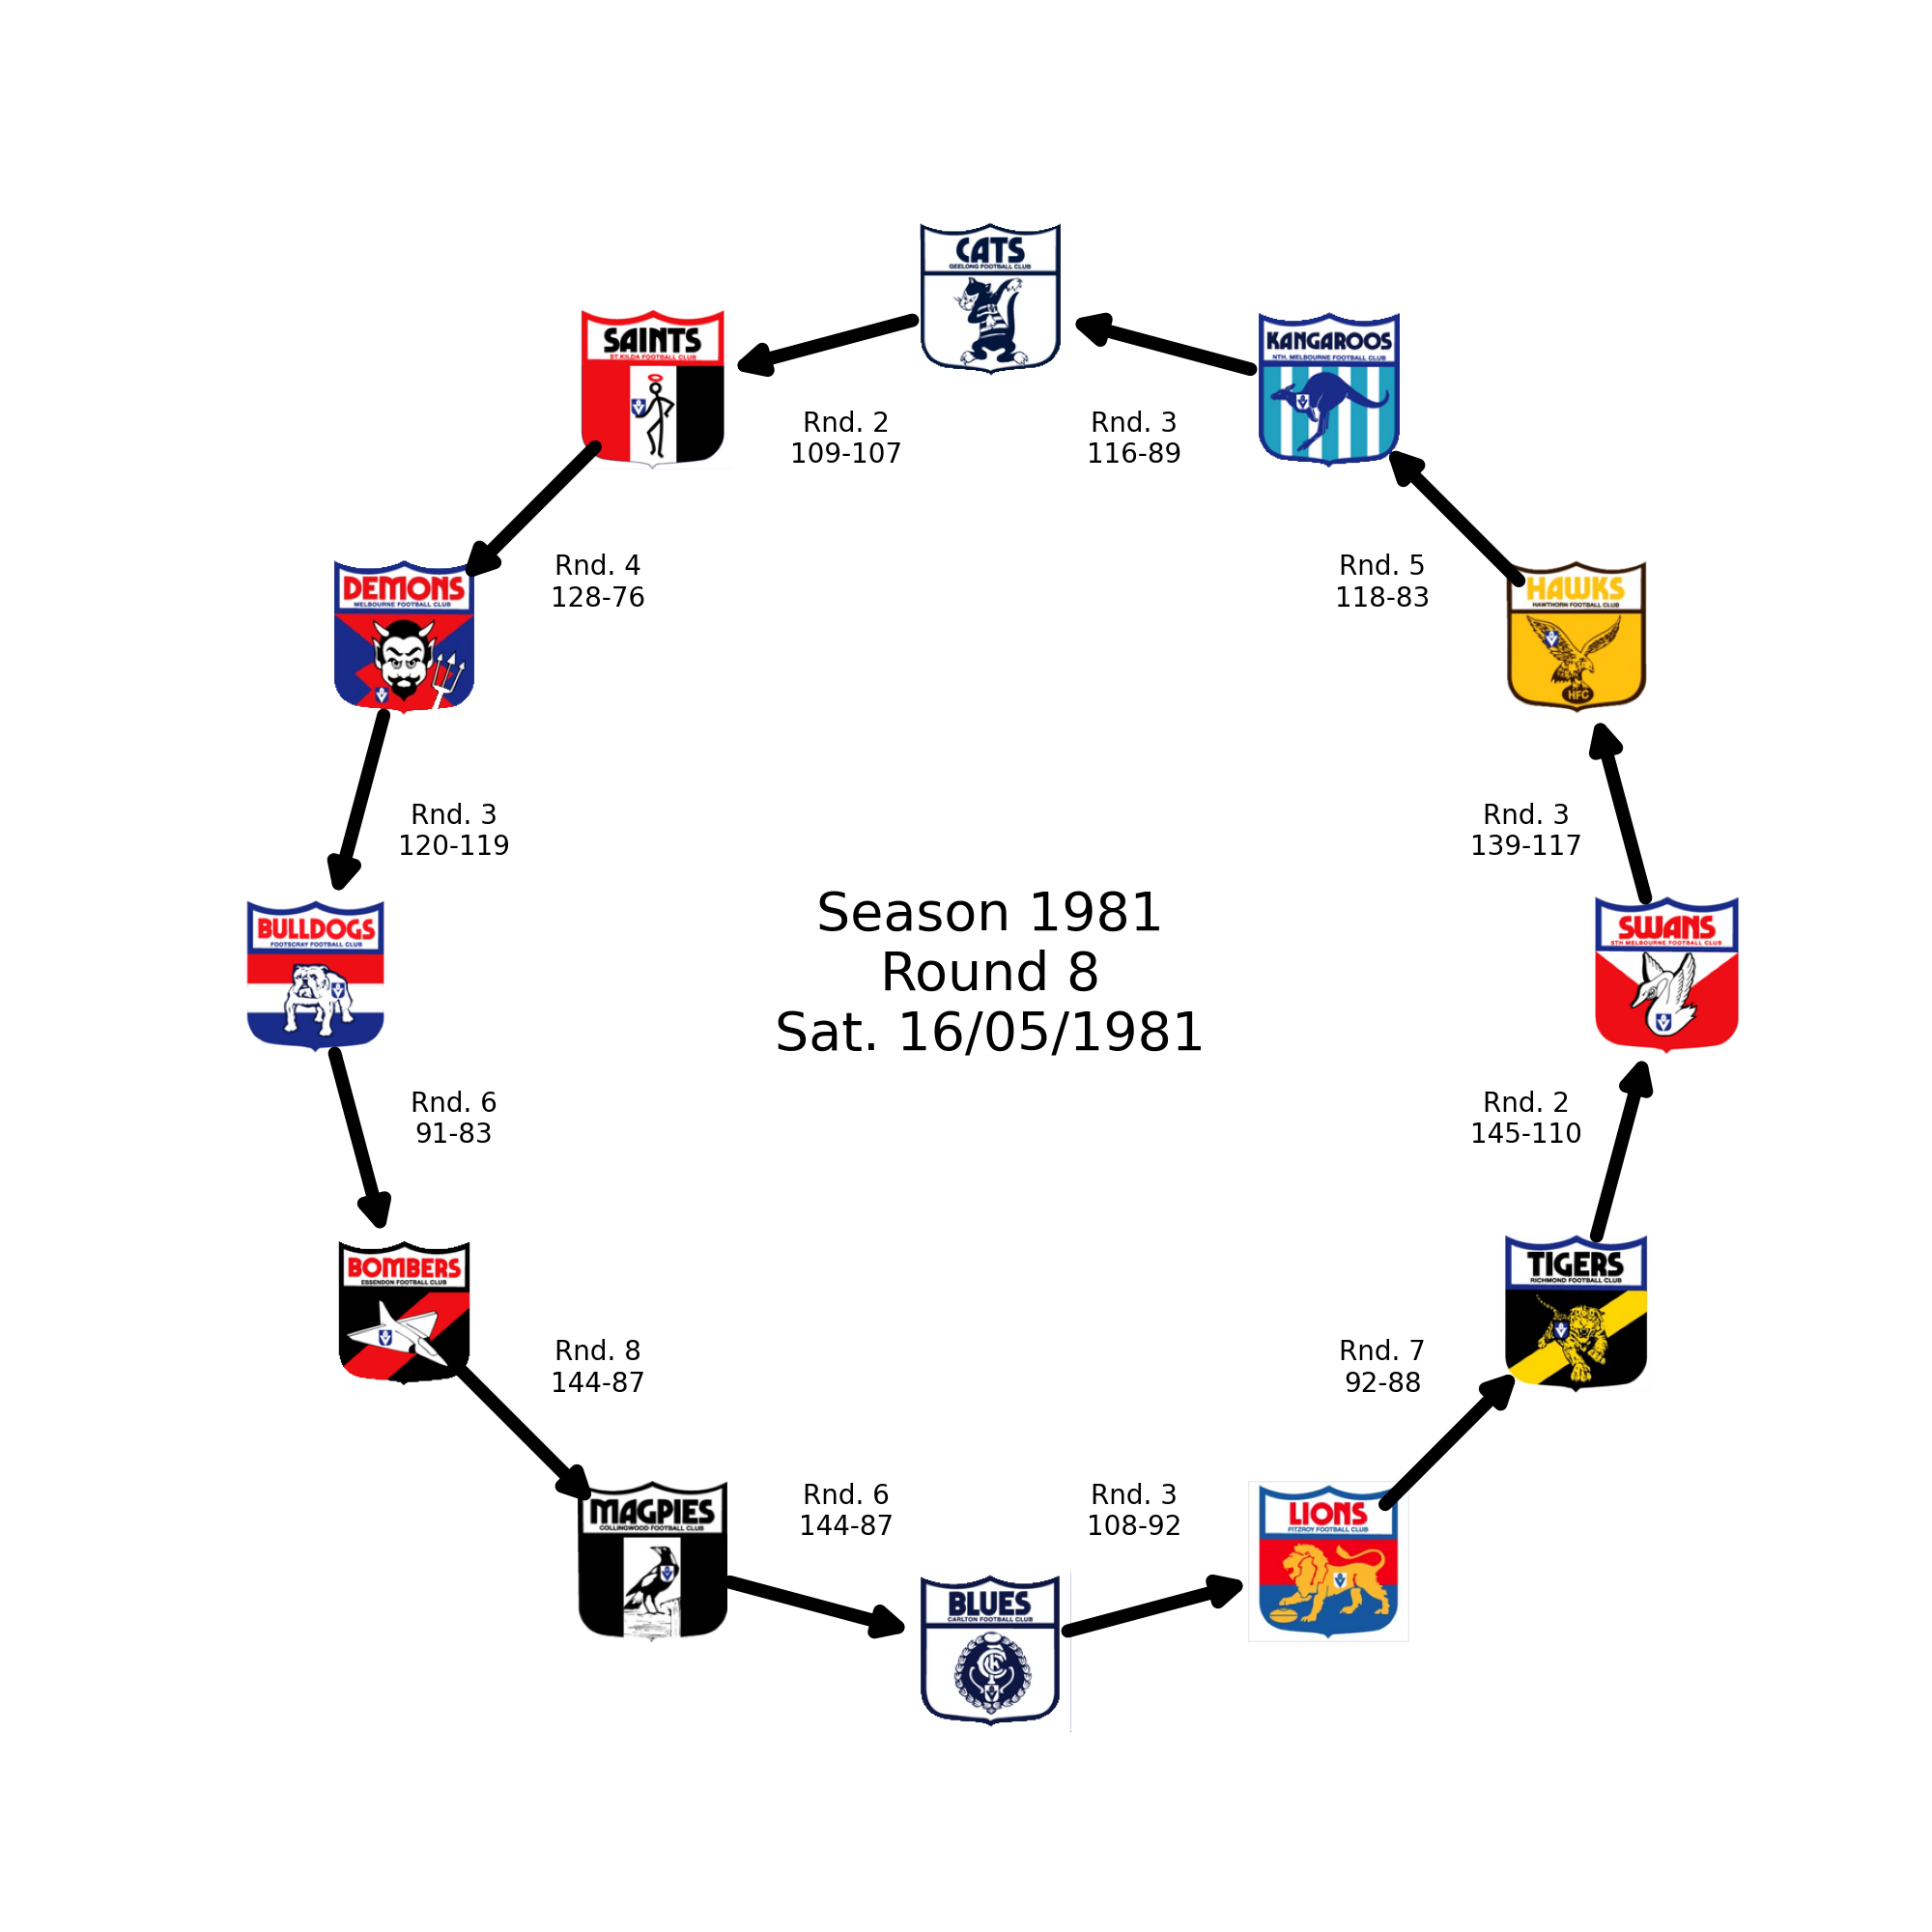 CATS
GEELONG FOOTBALL CLUB
SAINTS
ST.KILDA FOOTBALL CLUB
KANGAROOS
NTH. MELBOURNE FOOTBALL CLUB
Rnd. 2
109-107
Rnd. 3
116-89
DEMONS
MELBOURNE FOOTBALL CLUB
Rnd. 4
128-76
Rnd. 5
118-83
HAWKS
HAWTHORN FOOTBALL CLUB
HFC
Rnd. 3
120-119
Rnd. 3
139-117
BULLDOGS
FOOTSCRAY FOOTBALL CLUB
Season 1981
Round 8
Sat. 16/05/1981
SWANS
STH MELBOURNE FOOTBALL CLUB
Rnd. 6
91-83
Rnd. 2
145-110
BOMBERS
ESSENDON FOOTBALL CLUB
TIGERS
RICHMOND FOOTBALL CLUB
Rnd. 8
144-87
Rnd. 7
92-88
MAGPIES
COLLINGWOOD FOOTBALL CLUB
Rnd. 6
144-87
Rnd. 3
108-92
LIONS
FITZROY FOOTBALL CLUB
BLUES
CARLTON FOOTBALL CLUB
CFC